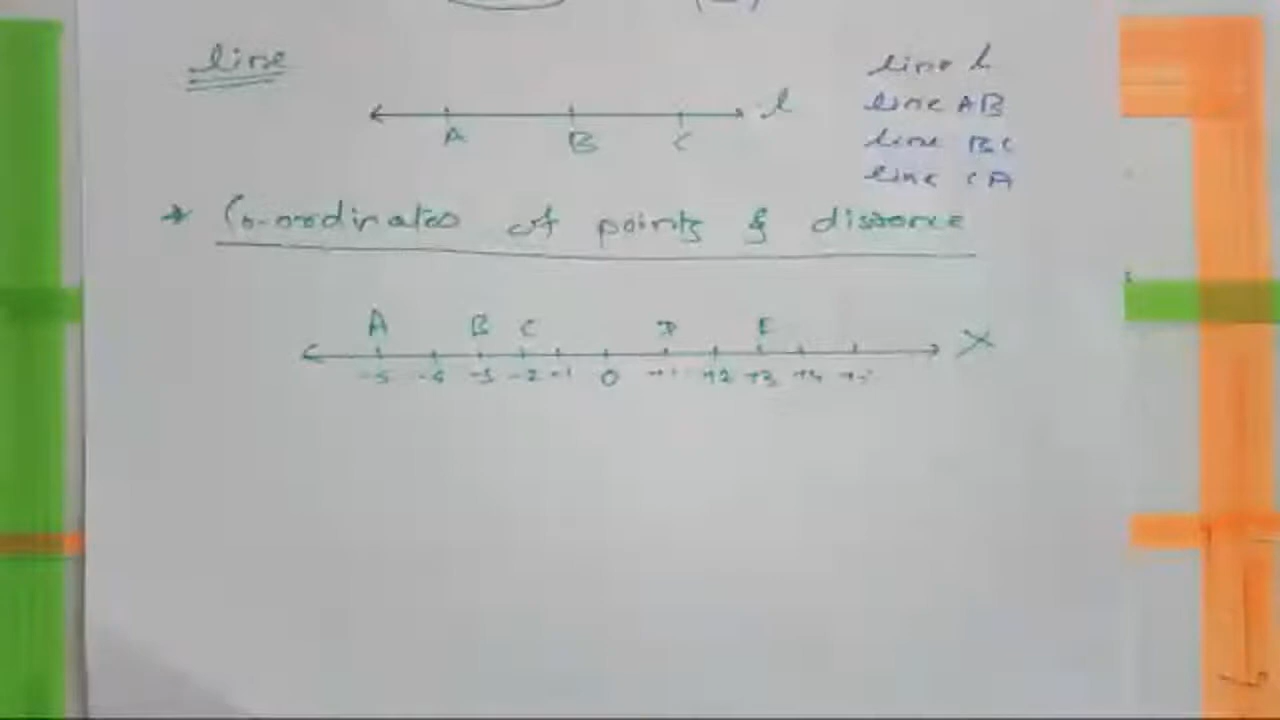 line
line l
l
line AB
A B C
line BC
line CA
* Co-ordinates of points & distance
A B C D E
X
-5 -4 -3 -2 -1 0 +1 +2 +3 +4 +5